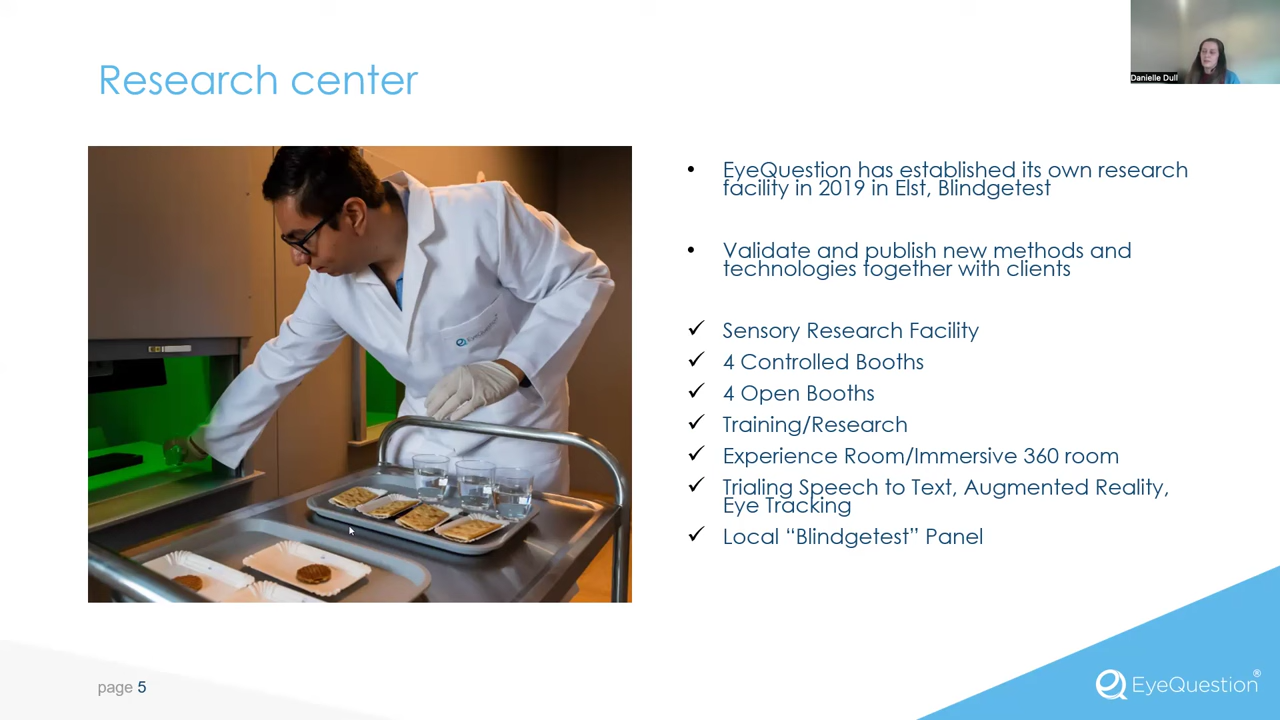 Research center
Danielle Dull
EyeQuestion has established its own research
facility in 2019 in Elst, Blindgetest
Validate and publish new methods and
technologies together with clients
Sensory Research Facility
4 Controlled Booths
4 Open Booths
Training/Research
Experience Room/Immersive 360 room
Trialing Speech to Text, Augmented Reality,
Eye Tracking
Local “Blindgetest” Panel
EyeQuestion
page 5
EyeQuestion®